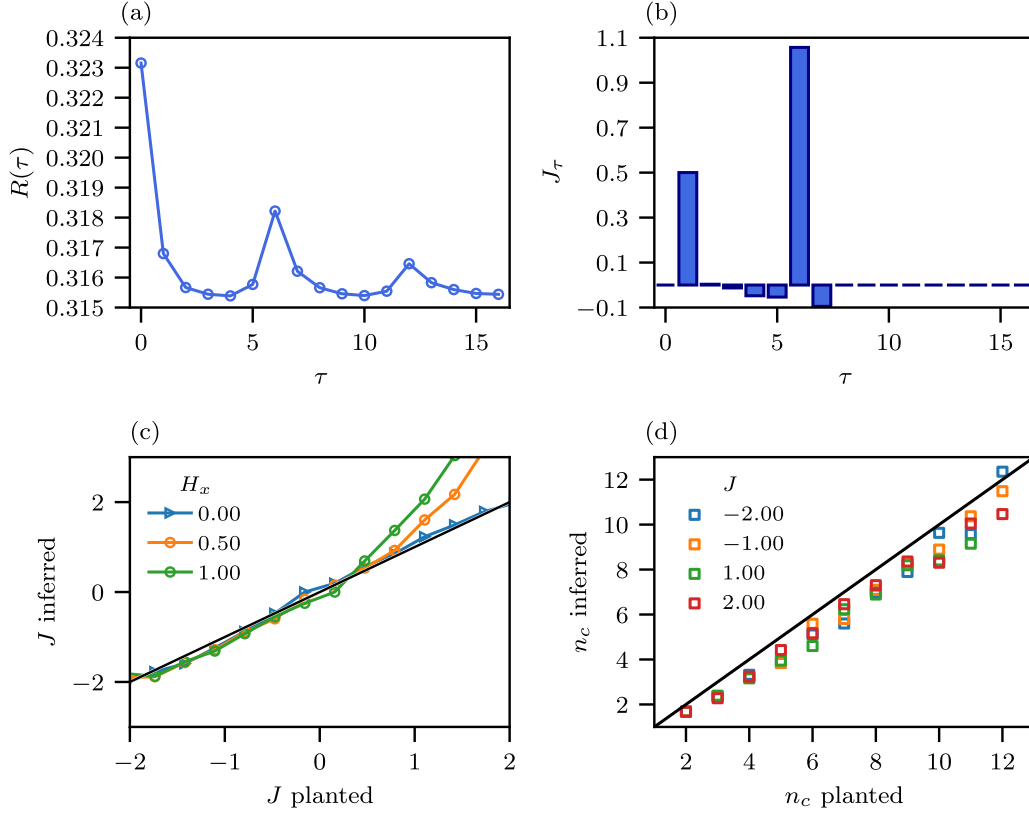 (a)
0.324
0.323
0.322
0.321
0.320
0.319
0.318
0.317
0.316
0.315
R(τ)
0 5 10 15
τ
(b)
1.1
0.9
0.7
0.5
0.3
0.1
−0.1
J_τ
0 5 10 15
τ
(c)
2
0
−2
J inferred
H_x
0.00
0.50
1.00
−2 −1 0 1 2
J planted
(d)
12
10
8
6
4
2
n_c inferred
J
−2.00
−1.00
1.00
2.00
2 4 6 8 10 12
n_c planted